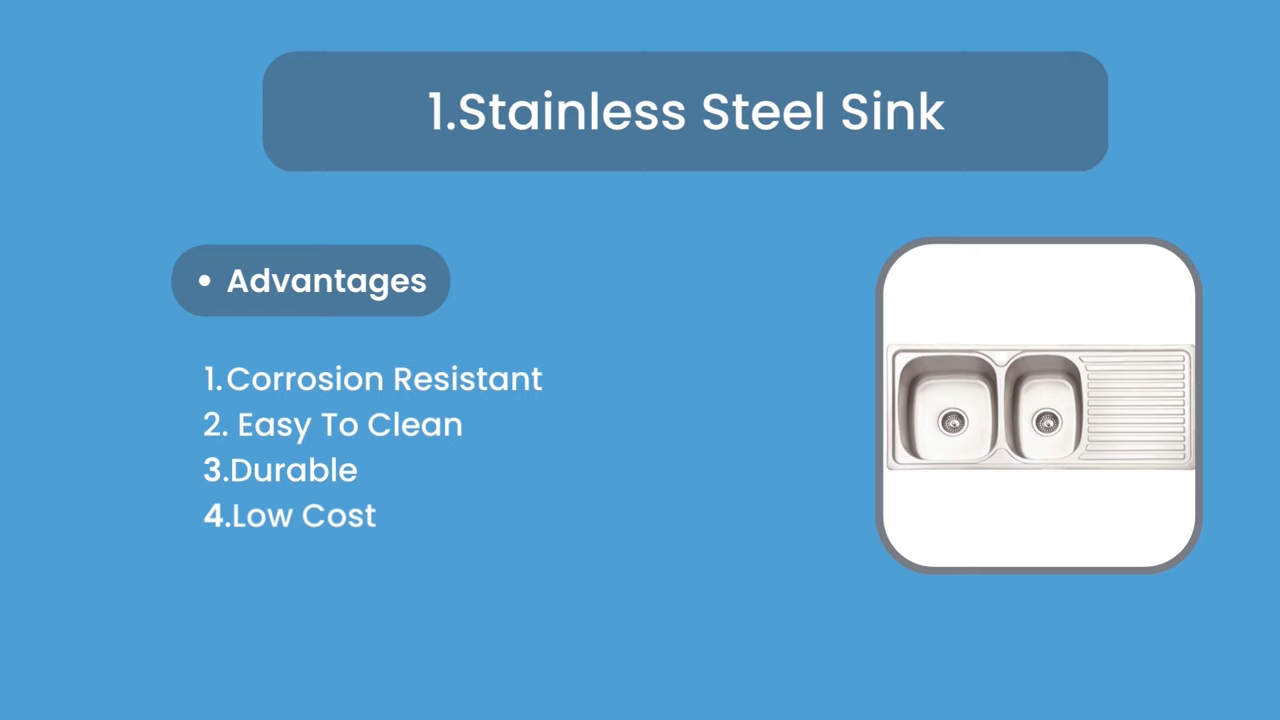 1.Stainless Steel Sink
• Advantages
1.Corrosion Resistant
2. Easy To Clean
3.Durable
4.Low Cost